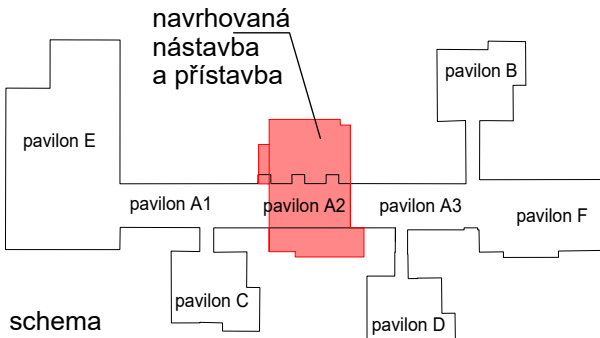 navrhovaná
nástavba
a přístavba
pavilon B
pavilon E
pavilon A1
pavilon A2
pavilon A3
pavilon F
pavilon C
pavilon D
schema